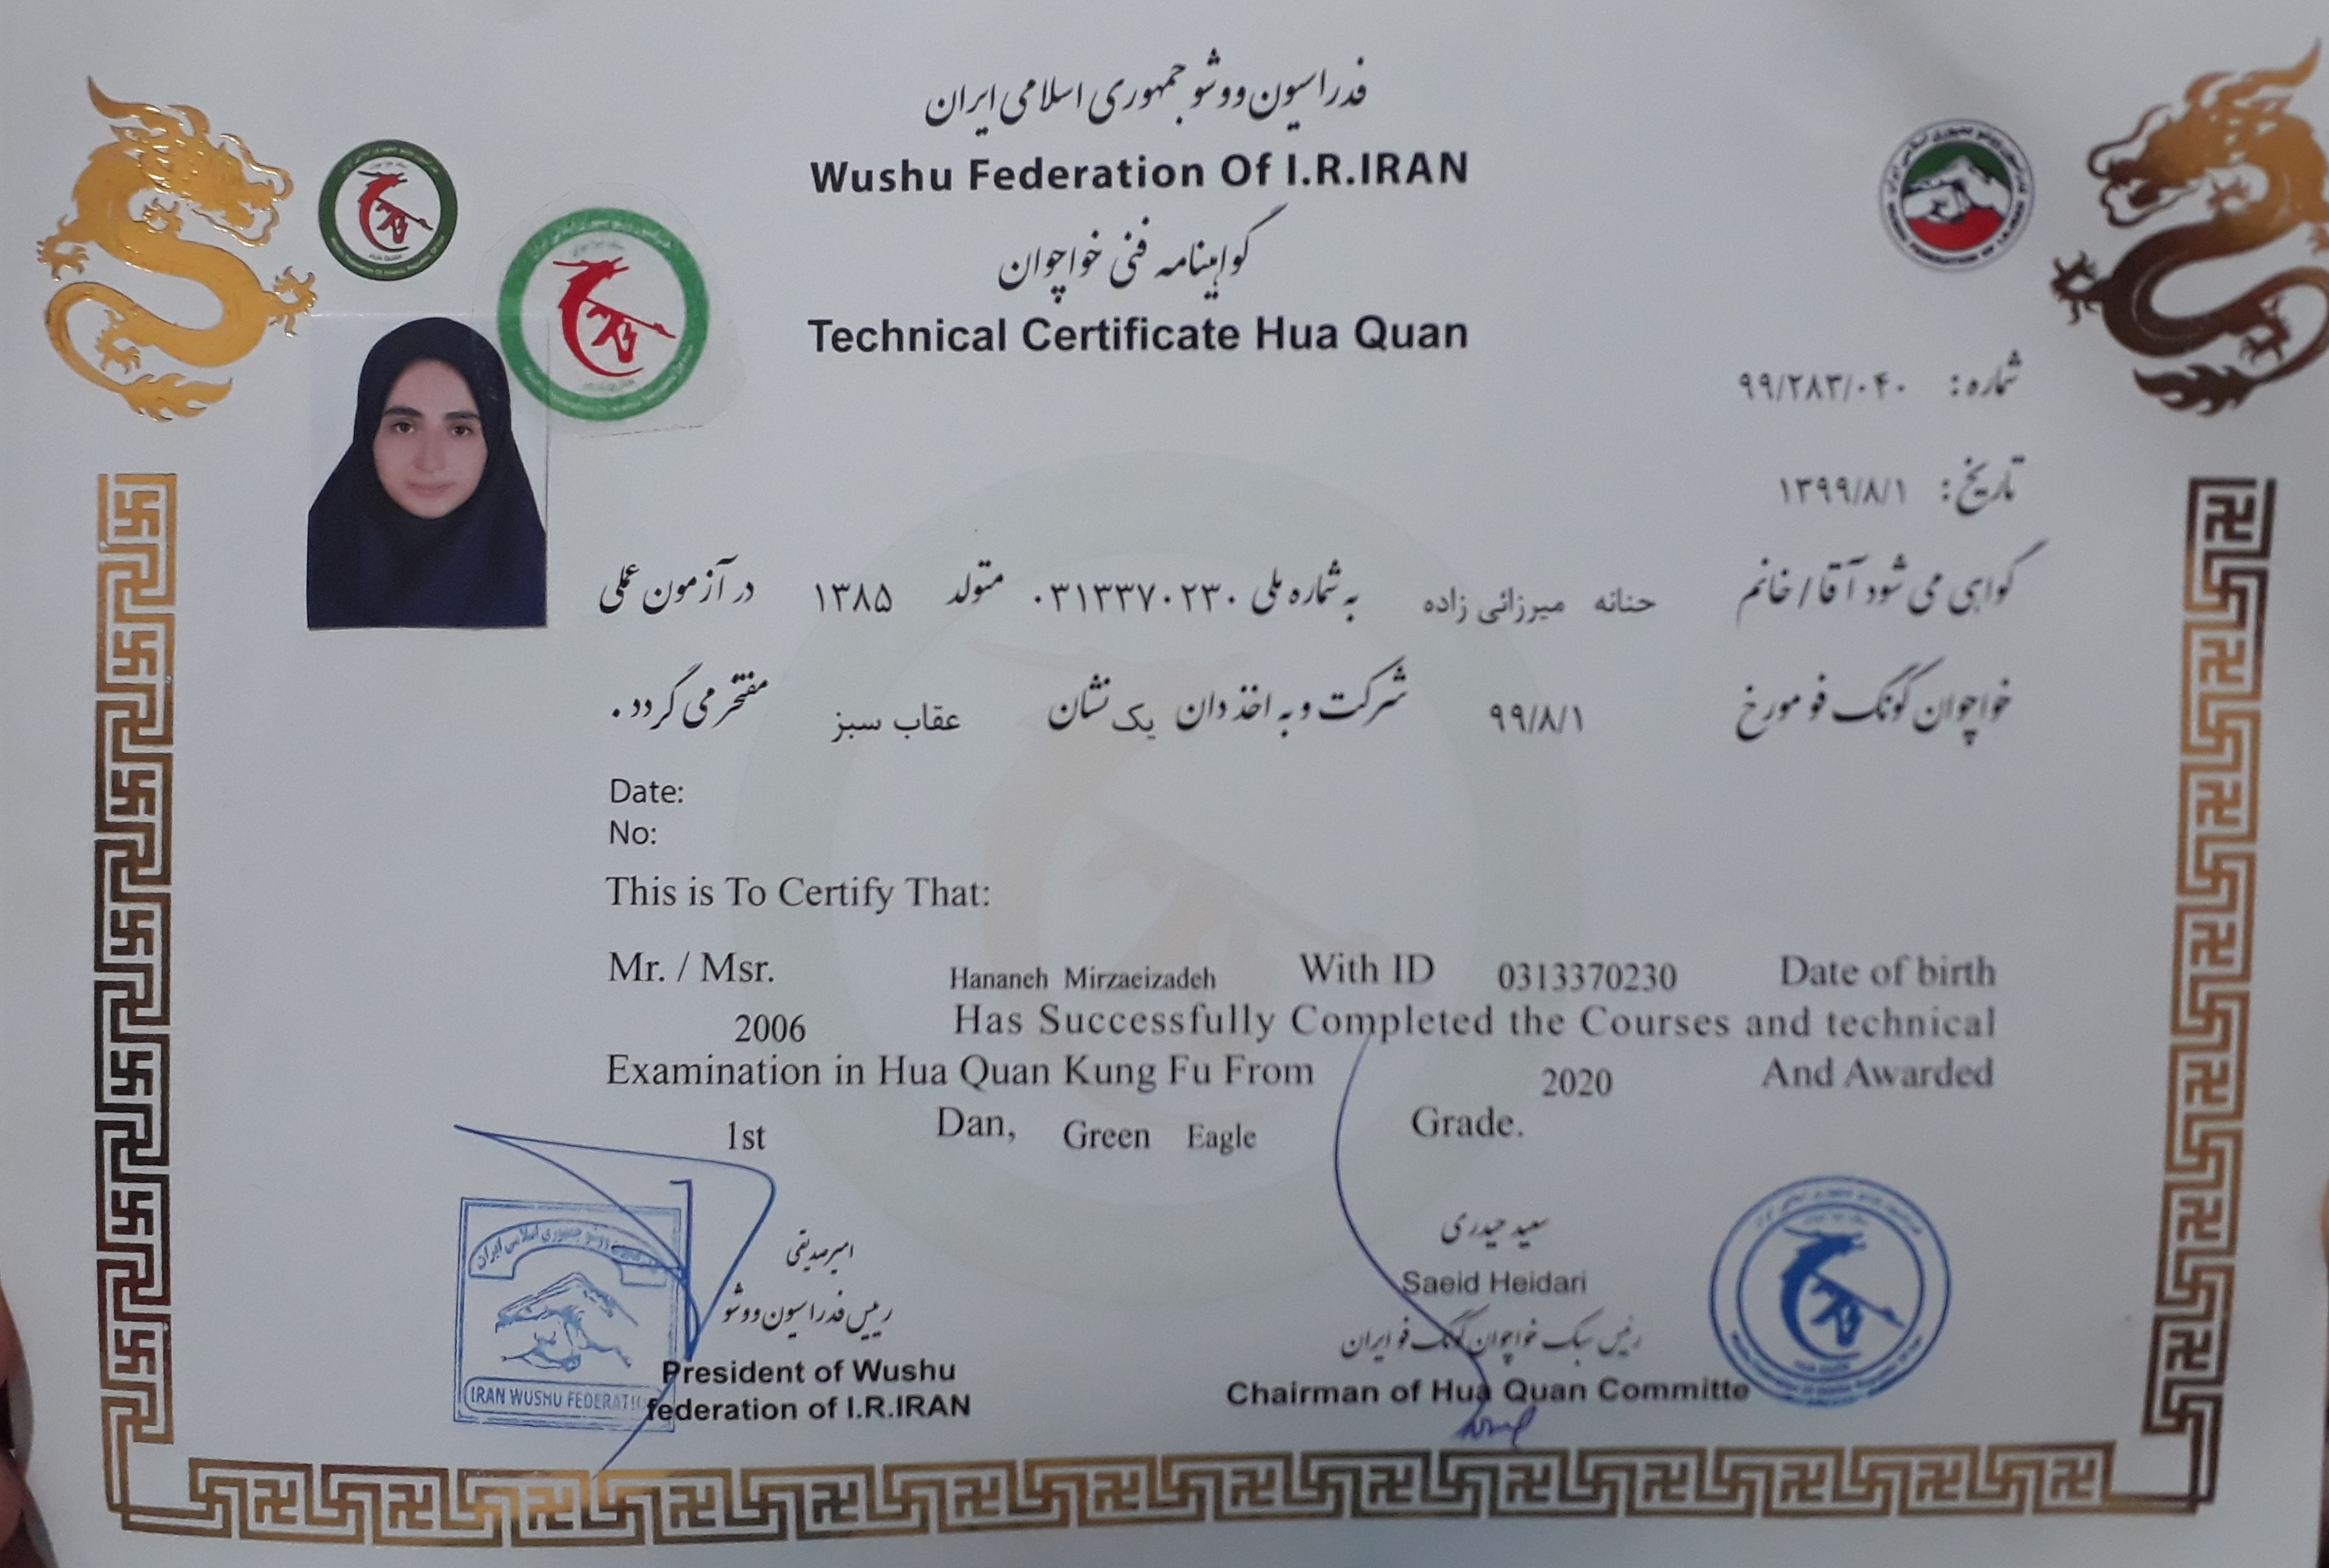 فدراسیون ووشو جمهوری اسلامی ایران
Wushu Federation Of I.R.IRAN
گواهینامه فنی خواچوان
Technical Certificate Hua Quan
شماره: ۹۹/۲۸۳/۰۴۰
تاریخ: ۱۳۹۹/۸/۱
گواهی می شود آقا / خانم حنانه میرزائی زاده به شماره ملی ۰۳۱۳۳۷۰۲۳۰ متولد ۱۳۸۵ در آزمون عملی
خواچوان کونگ فو مورخ ۹۹/۸/۱ شرکت و به اخذ دان یک نشان عقاب سبز مفتخر می گردد.
Date:
No:
This is To Certify That:
Mr. / Msr. Hananeh Mirzaeizadeh With ID 0313370230 Date of birth
2006 Has Successfully Completed the Courses and technical
Examination in Hua Quan Kung Fu From 2020 And Awarded
1st Dan, Green Eagle Grade.
امیر صدیقی
رییس فدراسیون ووشو
President of Wushu
federation of I.R.IRAN
IRAN WUSHU FEDERATION
سعید حیدری
Saeid Heidari
رئیس سبک خواچوان کونگ فو ایران
Chairman of Hua Quan Committe